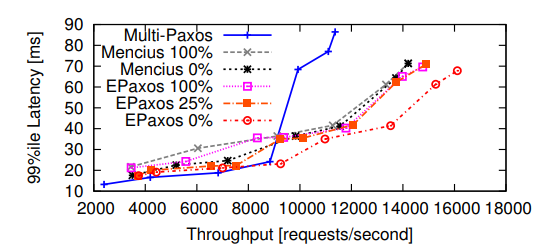 99%ile Latency [ms]
90
80
70
60
50
40
30
20
10
Multi-Paxos
Mencius 100%
Mencius 0%
EPaxos 100%
EPaxos 25%
EPaxos 0%
2000 4000 6000 8000 10000 12000 14000 16000 18000
Throughput [requests/second]